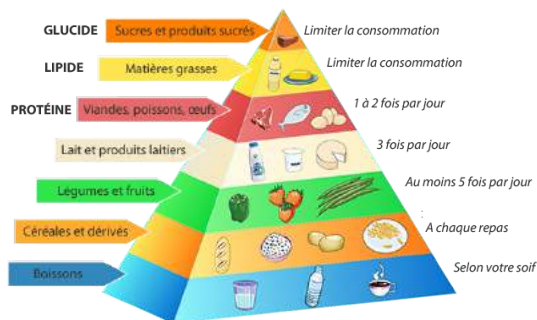 GLUCIDE Sucres et produits sucrés Limiter la consommation
LIPIDE Matières grasses Limiter la consommation
PROTÉINE Viandes, poissons, œufs 1 à 2 fois par jour
Lait et produits laitiers 3 fois par jour
Légumes et fruits Au moins 5 fois par jour
Céréales et dérivés A chaque repas
Boissons Selon votre soif